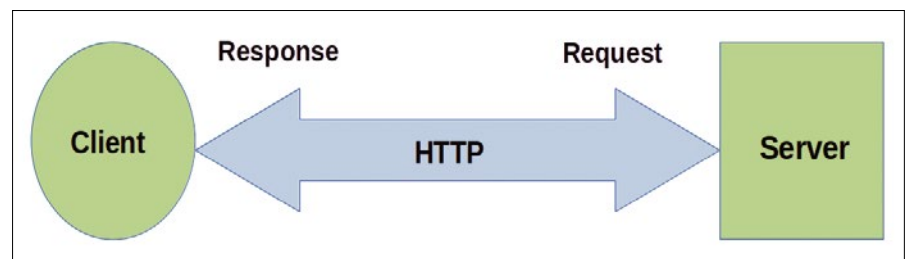 Response
Request
Client
HTTP
Server